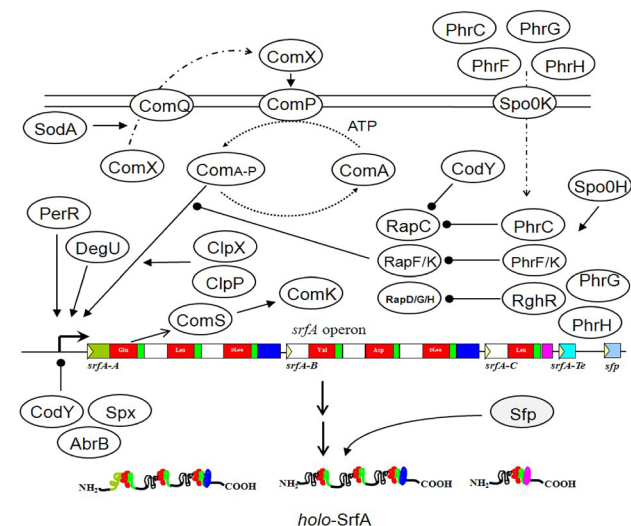 PhrC
PhrG
ComX
PhrF
PhrH
ComQ
ComP
Spo0K
SodA
ATP
ComX
ComA-P
ComA
CodY
Spo0H
PerR
RapC
PhrC
DegU
ClpX
RapF/K
PhrF/K
ClpP
PhrG
ComK
RapD/G/H
RghR
ComS
PhrH
srfA operon
Glu
Leu
DLeu
Val
Asp
DLeu
Leu
srfA-A
srfA-B
srfA-C
srfA-Te
sfp
CodY
Spx
Sfp
AbrB
NH2
COOH
NH2
COOH
NH2
COOH
holo-SrfA